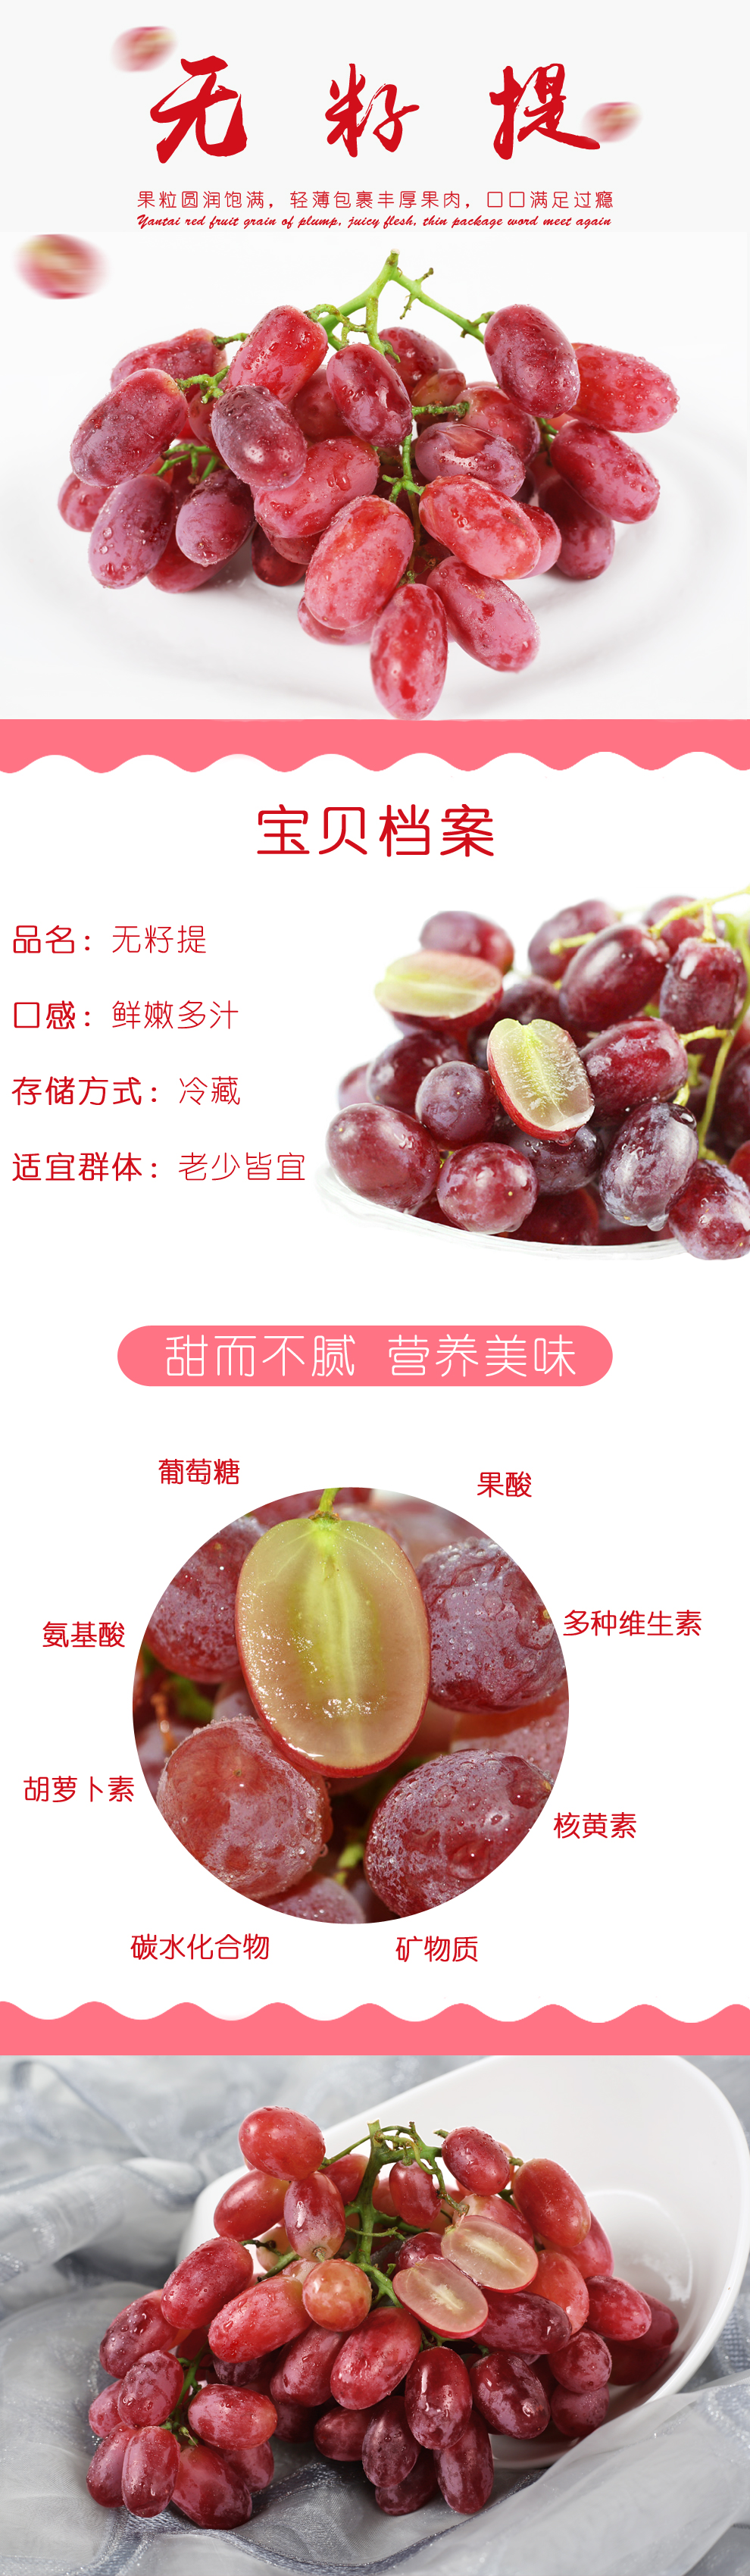 无籽提
果粒圆润饱满，轻薄包裹丰厚果肉，口口满足过瘾
Yantai red fruit grain of plump, juicy flesh, thin package word meet again
宝贝档案
品名：无籽提
口感：鲜嫩多汁
存储方式：冷藏
适宜群体：老少皆宜
甜而不腻 营养美味
葡萄糖
果酸
氨基酸
多种维生素
胡萝卜素
核黄素
碳水化合物
矿物质